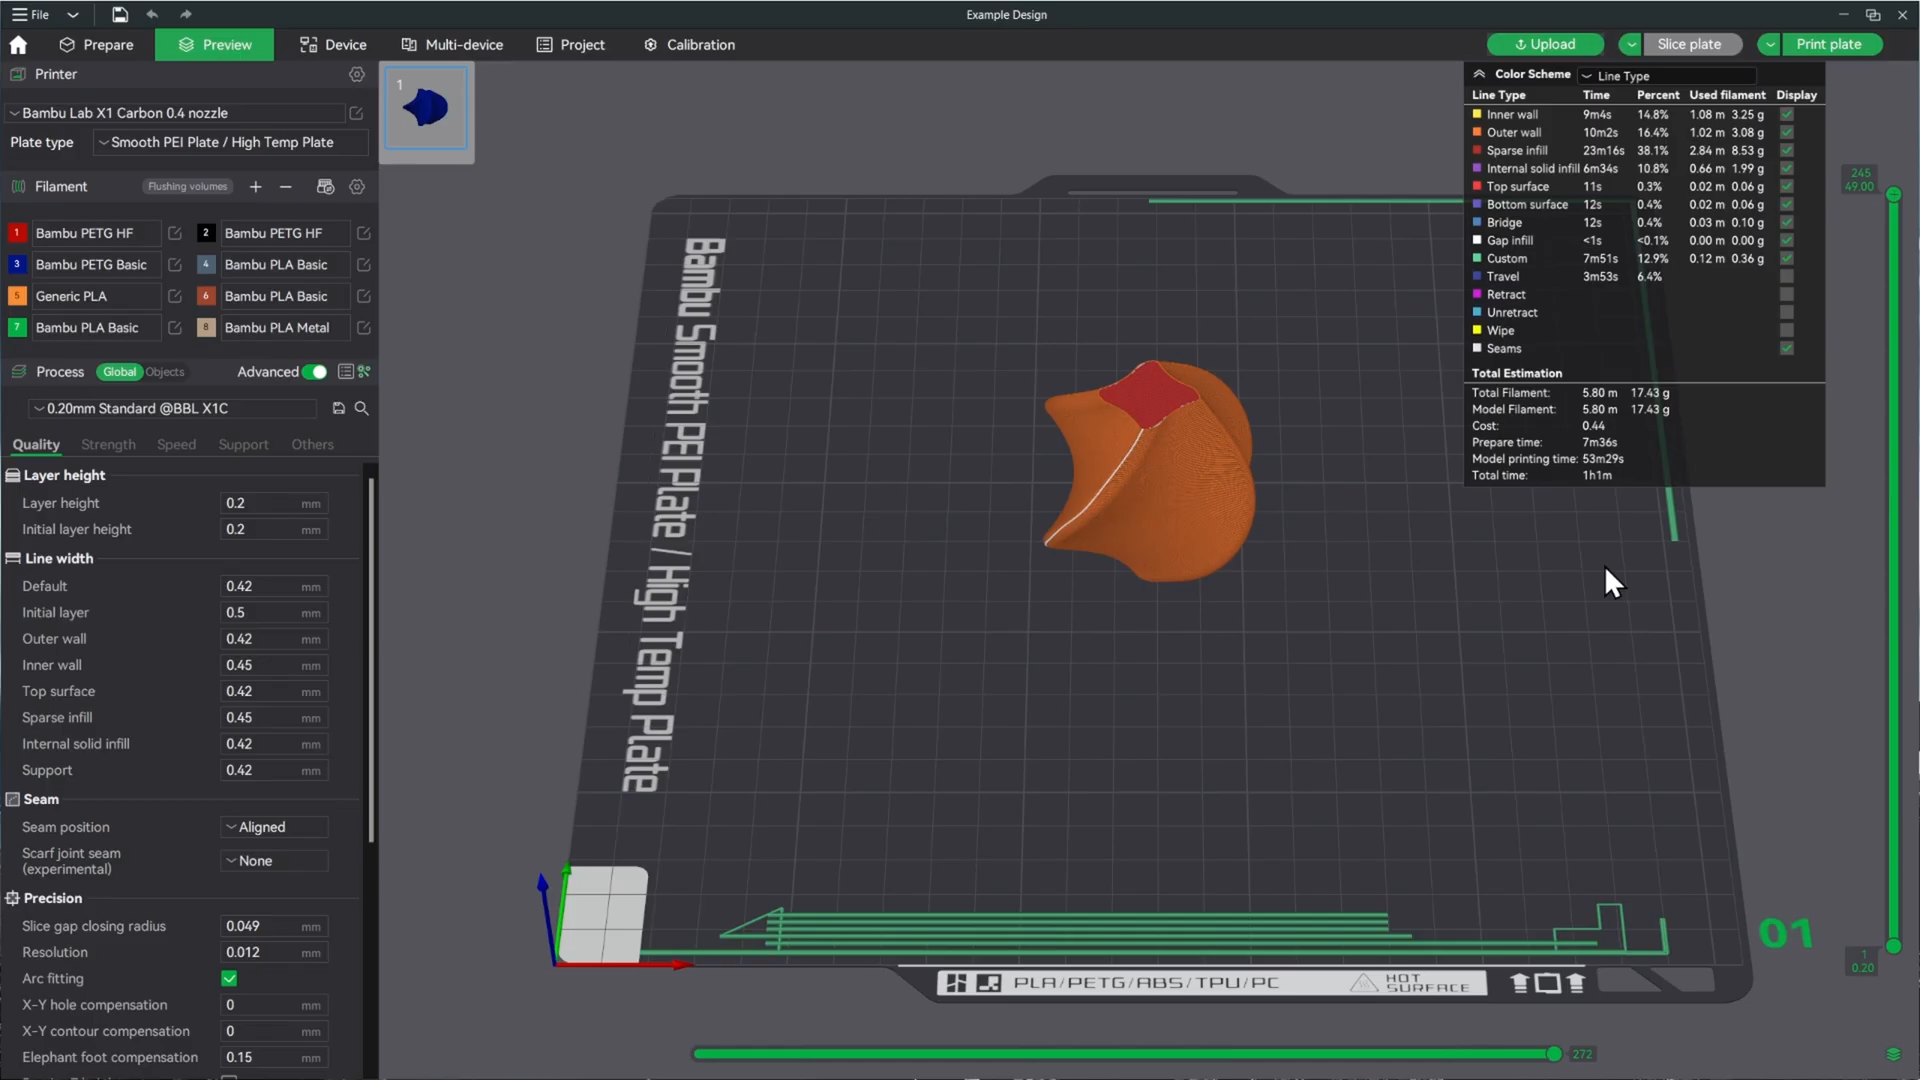 File
Example Design
Prepare
Preview
Device
Multi-device
Project
Calibration
Upload
Slice plate
Print plate
Printer
Bambu Lab X1 Carbon 0.4 nozzle
Plate type Smooth PEI Plate / High Temp Plate
Filament Flushing volumes
1 Bambu PETG HF 2 Bambu PETG HF
3 Bambu PETG Basic 4 Bambu PLA Basic
5 Generic PLA 6 Bambu PLA Basic
7 Bambu PLA Basic 8 Bambu PLA Metal
Process Global Objects Advanced
0.20mm Standard @BBL X1C
Quality Strength Speed Support Others
Layer height
Layer height 0.2 mm
Initial layer height 0.2 mm
Line width
Default 0.42 mm
Initial layer 0.5 mm
Outer wall 0.42 mm
Inner wall 0.45 mm
Top surface 0.42 mm
Sparse infill 0.45 mm
Internal solid infill 0.42 mm
Support 0.42 mm
Seam
Seam position Aligned
Scarf joint seam
(experimental) None
Precision
Slice gap closing radius 0.049 mm
Resolution 0.012 mm
Arc fitting
X-Y hole compensation 0 mm
X-Y contour compensation 0 mm
Elephant foot compensation 0.15 mm
1
Bambu Smooth PEI Plate / High Temp Plate
PLA/PETG/ABS/TPU/PC
HOT
SURFACE
01
272
Color Scheme Line Type
Line Type Time Percent Used filament Display
Inner wall 9m4s 14.8% 1.08 m 3.25 g
Outer wall 10m2s 16.4% 1.02 m 3.08 g
Sparse infill 23m16s 38.1% 2.84 m 8.53 g
Internal solid infill 6m34s 10.8% 0.66 m 1.99 g
Top surface 11s 0.3% 0.02 m 0.06 g
Bottom surface 12s 0.4% 0.02 m 0.06 g
Bridge 12s 0.4% 0.03 m 0.10 g
Gap infill <1s <0.1% 0.00 m 0.00 g
Custom 7m51s 12.9% 0.12 m 0.36 g
Travel 3m53s 6.4%
Retract
Unretract
Wipe
Seams
Total Estimation
Total Filament: 5.80 m 17.43 g
Model Filament: 5.80 m 17.43 g
Cost: 0.44
Prepare time: 7m36s
Model printing time: 53m29s
Total time: 1h1m
245
49.00
1
0.20